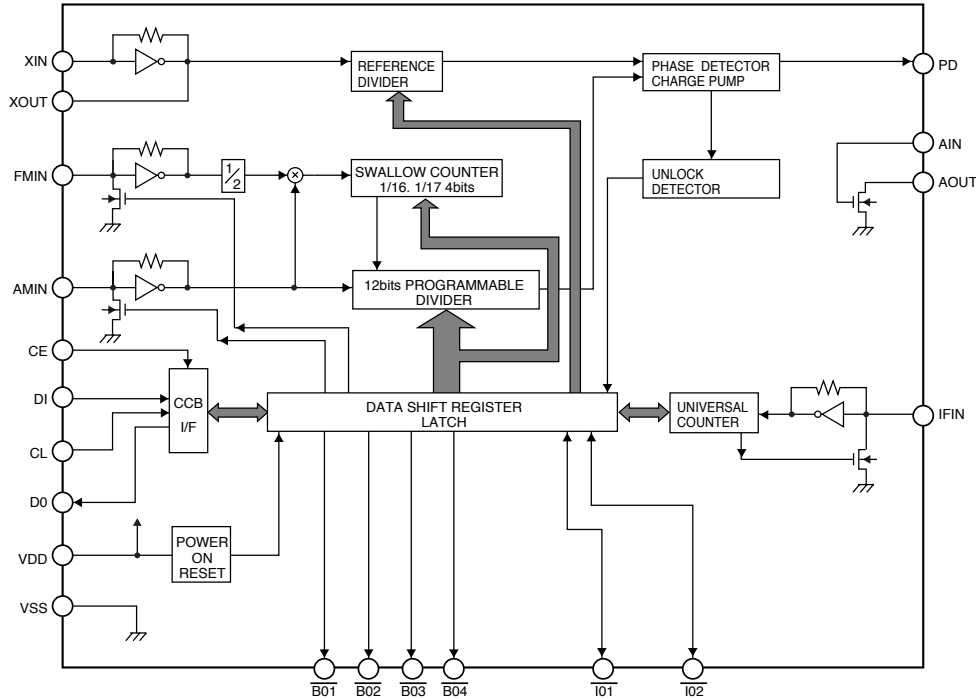 XIN
REFERENCE
DIVIDER
PHASE DETECTOR
CHARGE PUMP
PD
XOUT
AIN
FMIN
1/2
×
SWALLOW COUNTER
1/16. 1/17 4bits
UNLOCK
DETECTOR
AOUT
AMIN
12bits PROGRAMMABLE
DIVIDER
CE
DI
CCB
I/F
DATA SHIFT REGISTER
LATCH
UNIVERSAL
COUNTER
IFIN
CL
D0
VDD
POWER
ON
RESET
VSS
B01
B02
B03
B04
I01
I02